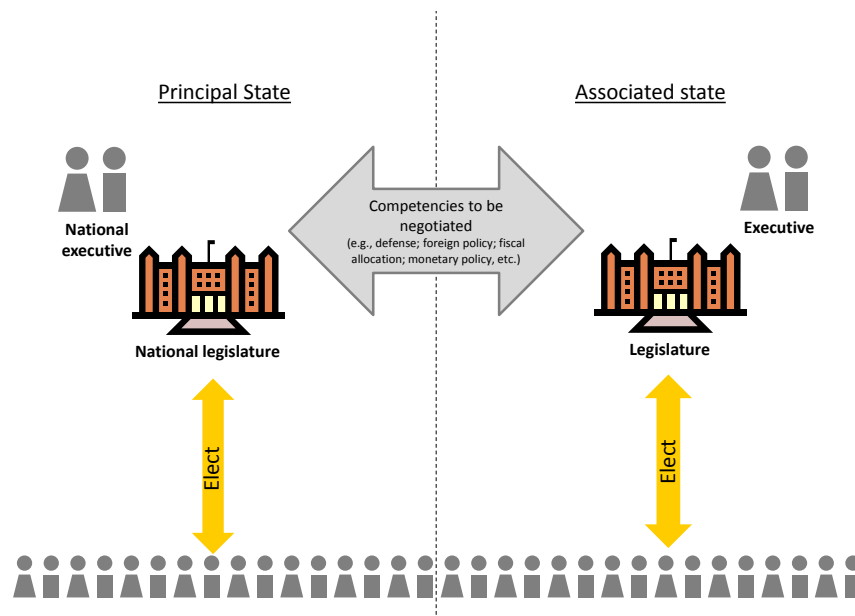 Principal State
Associated state
National
executive
Competencies to be
negotiated
(e.g., defense; foreign policy; fiscal
allocation; monetary policy, etc.)
Executive
National legislature
Legislature
Elect
Elect